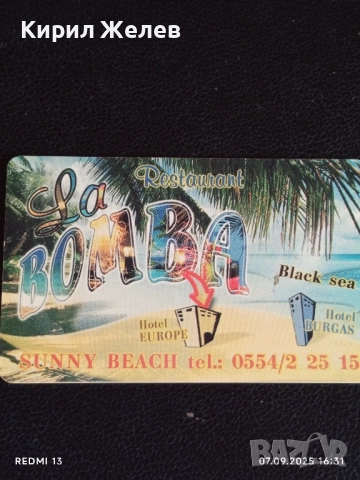 Кирил Желев
Restaurant
La
BOMBA
Black sea
Hotel
EUROPE
Hotel
BURGAS
SUNNY BEACH tel.: 0554/2 25 15
REDMI 13
07.09.2025 16:31
BAZAR